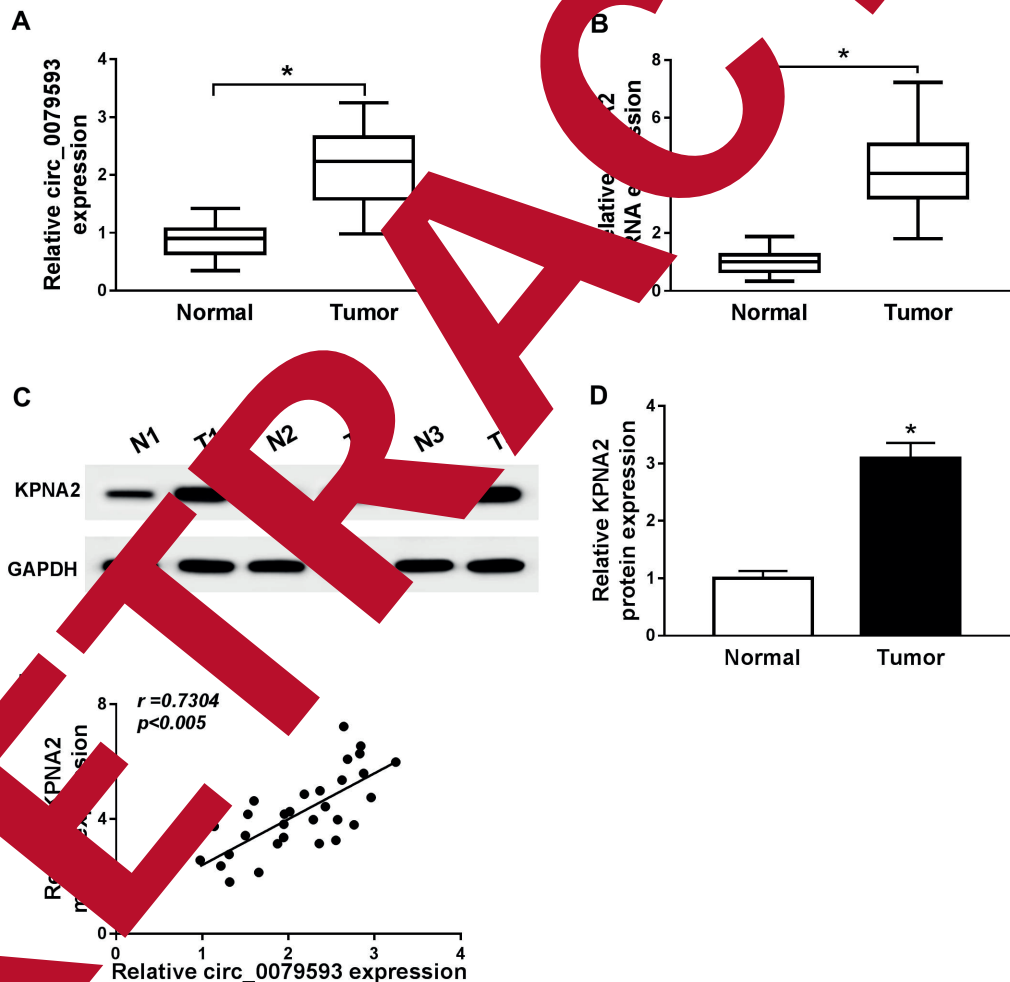 A
B
Relative circ_0079593
expression
4
3
2
1
0
*
Normal
Tumor
8
6
2
0
*
Normal
Tumor
C
D
N1
N2
N3
KPNA2
GAPDH
Relative KPNA2
protein expression
4
3
2
1
0
*
Normal
Tumor
r =0.7304
p<0.005
KPNA2
8
4
0
0
1
2
3
4
Relative circ_0079593 expression
RETRAC